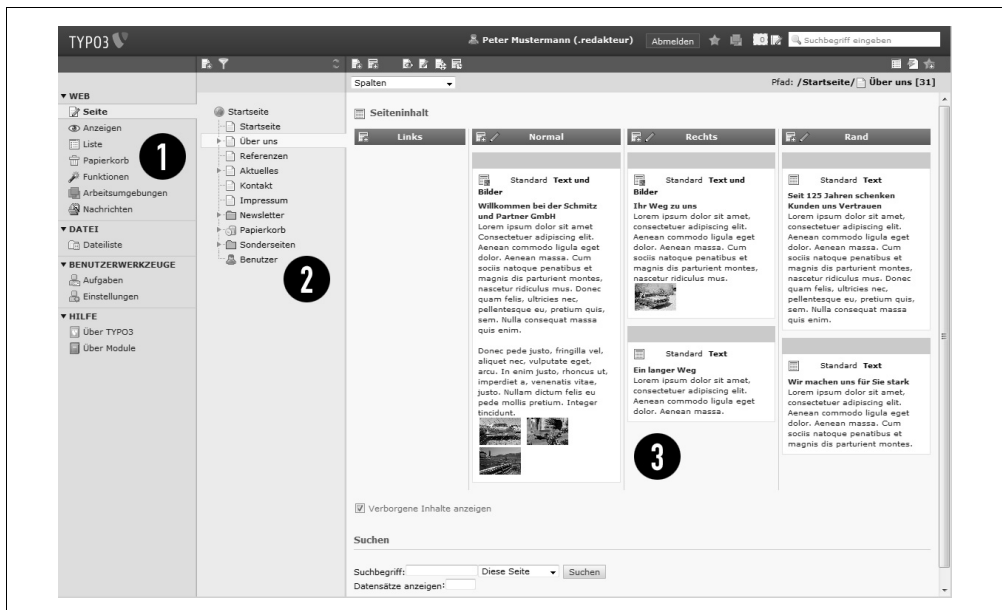 TYPO3
Peter Mustermann (.redakteur)
Abmelden
0
Suchbegriff eingeben
Spalten
Pfad: /Startseite/ Über uns [31]
WEB
Seite
Anzeigen
Liste
Papierkorb
Funktionen
Arbeitsumgebungen
Nachrichten
DATEI
Dateiliste
BENUTZERWERKZEUGE
Aufgaben
Einstellungen
HILFE
Über TYPO3
Über Module
1
Startseite
Startseite
Über uns
Referenzen
Aktuelles
Kontakt
Impressum
Newsletter
Papierkorb
Sonderseiten
Benutzer
2
Seiteninhalt
Links
Normal
Standard Text und
Bilder
Willkommen bei der Schmitz
und Partner GmbH
Lorem ipsum dolor sit amet
Consectetuer adipiscing elit.
Aenean commodo ligula eget
dolor. Aenean massa. Cum
sociis natoque penatibus et
magnis dis parturient montes,
nascetur ridiculus mus. Donec
quam felis, ultricies nec,
pellentesque eu, pretium quis,
sem. Nulla consequat massa
quis enim.
Donec pede justo, fringilla vel,
aliquet nec, vulputate eget,
arcu. In enim justo, rhoncus ut,
imperdiet a, venenatis vitae,
justo. Nullam dictum felis eu
pede mollis pretium. Integer
tincidunt.
Rechts
Standard Text und
Bilder
Ihr Weg zu uns
Lorem ipsum dolor sit amet,
consectetuer adipiscing elit.
Aenean commodo ligula eget
dolor. Aenean massa. Cum
sociis natoque penatibus et
magnis dis parturient montes,
nascetur ridiculus mus.
Standard Text
Ein langer Weg
Lorem ipsum dolor sit amet,
consectetuer adipiscing elit.
Aenean commodo ligula eget
dolor. Aenean massa.
3
Rand
Standard Text
Seit 125 Jahren schenken
Kunden uns Vertrauen
Lorem ipsum dolor sit amet,
consectetuer adipiscing elit.
Aenean commodo ligula eget
dolor. Aenean massa. Cum
sociis natoque penatibus et
magnis dis parturient montes,
nascetur ridiculus mus. Donec
quam felis, ultricies nec,
pellentesque eu, pretium quis,
sem. Nulla consequat massa
quis enim.
Standard Text
Wir machen uns für Sie stark
Lorem ipsum dolor sit amet,
consectetuer adipiscing elit.
Aenean commodo ligula eget
dolor. Aenean massa. Cum
sociis natoque penatibus et
magnis dis parturient montes.
Verborgene Inhalte anzeigen
Suchen
Suchbegriff:
Diese Seite
Suchen
Datensätze anzeigen: